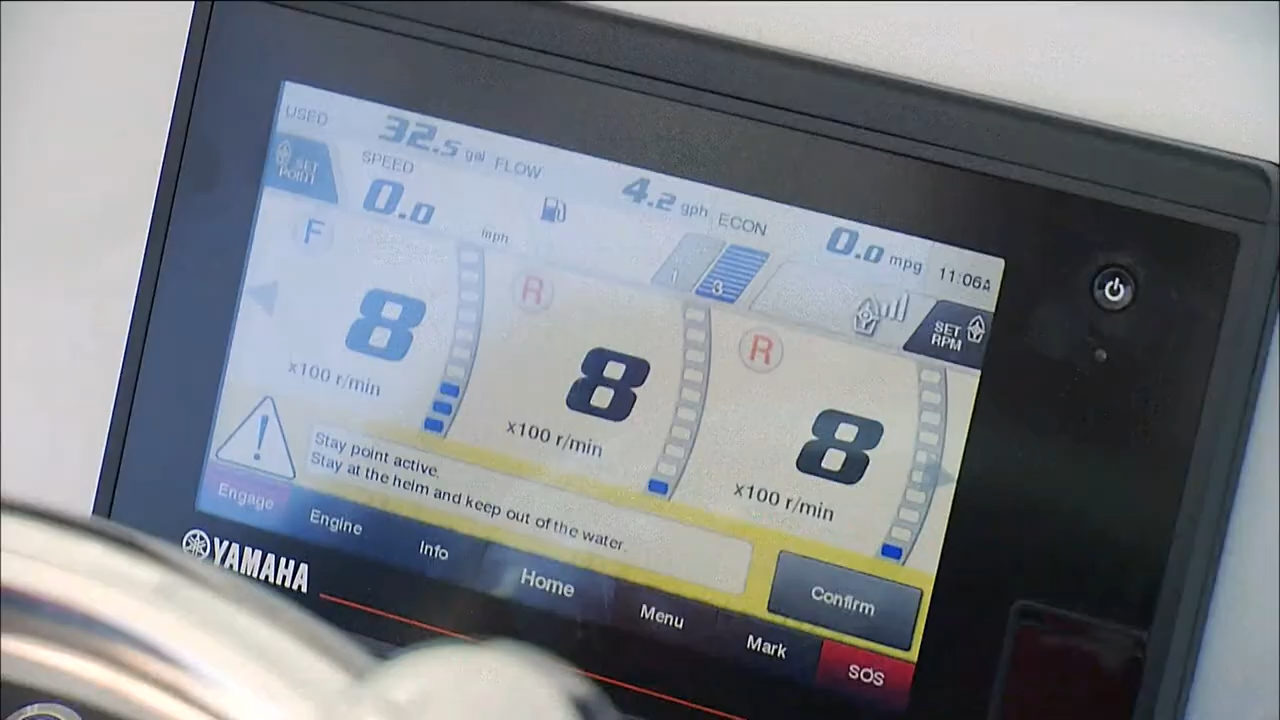 USED 32.5 gal FLOW 4.2 gph ECON 0.0 mpg 11:06A
SET
POINT
SPEED
0.0
mph
1
3
SET
RPM
F
R
R
8
8
8
x100 r/min
x100 r/min
x100 r/min
!
Stay point active.
Stay at the helm and keep out of the water.
Confirm
Engage Engine Info Home Menu Mark SOS
YAMAHA